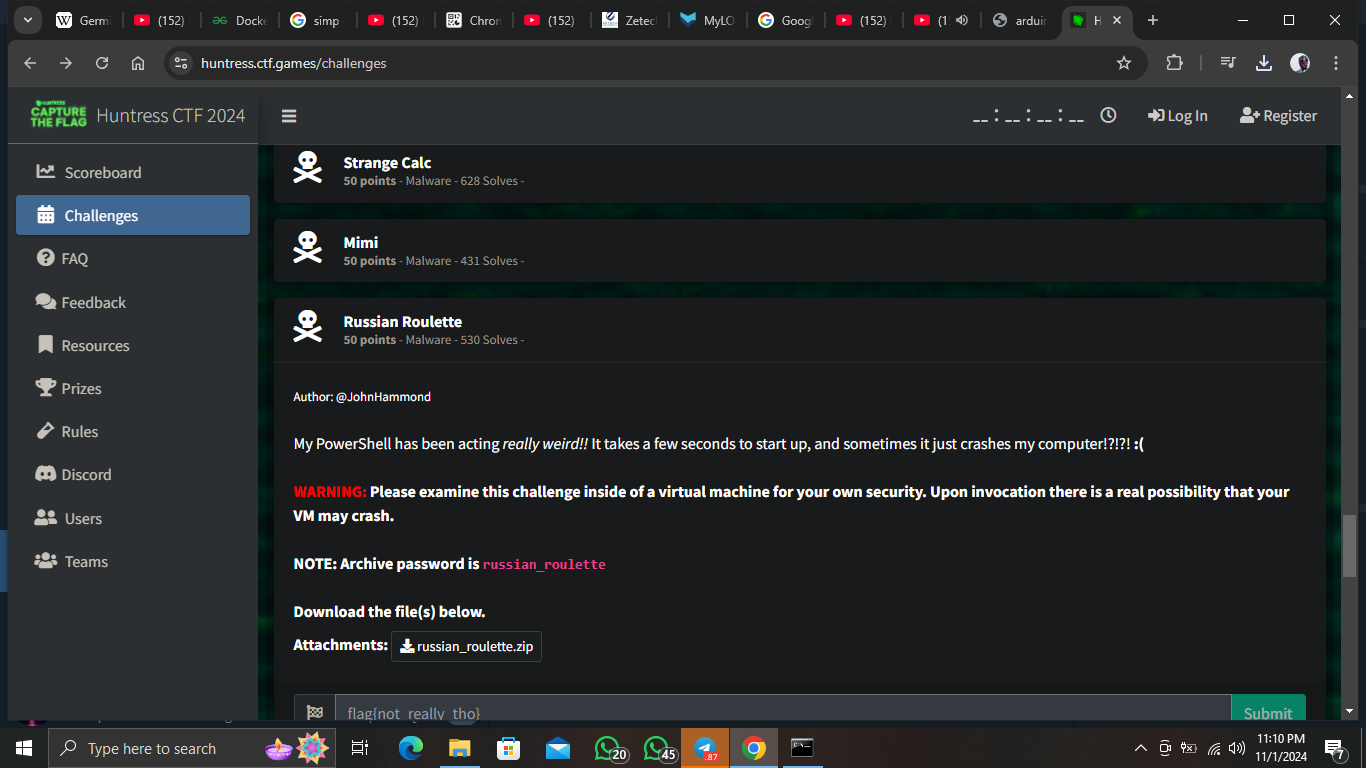 Germi
(152)
Docke
simp
(152)
Chron
(152)
Zetec
MyLO
Goog
(152)
(1
arduir
H
huntress.ctf.games/challenges
HUNTRESS
CAPTURE
THE FLAG
Huntress CTF 2024
-- : -- : -- : --
Log In
Register
Scoreboard
Challenges
FAQ
Feedback
Resources
Prizes
Rules
Discord
Users
Teams
Strange Calc
50 points - Malware - 628 Solves -
Mimi
50 points - Malware - 431 Solves -
Russian Roulette
50 points - Malware - 530 Solves -
Author: @JohnHammond
My PowerShell has been acting really weird!! It takes a few seconds to start up, and sometimes it just crashes my computer!?!?! :(
WARNING: Please examine this challenge inside of a virtual machine for your own security. Upon invocation there is a real possibility that your
VM may crash.
NOTE: Archive password is russian_roulette
Download the file(s) below.
Attachments: russian_roulette.zip
flag{not_really_tho}
Submit
Type here to search
20
45
87
11:10 PM
11/1/2024
7